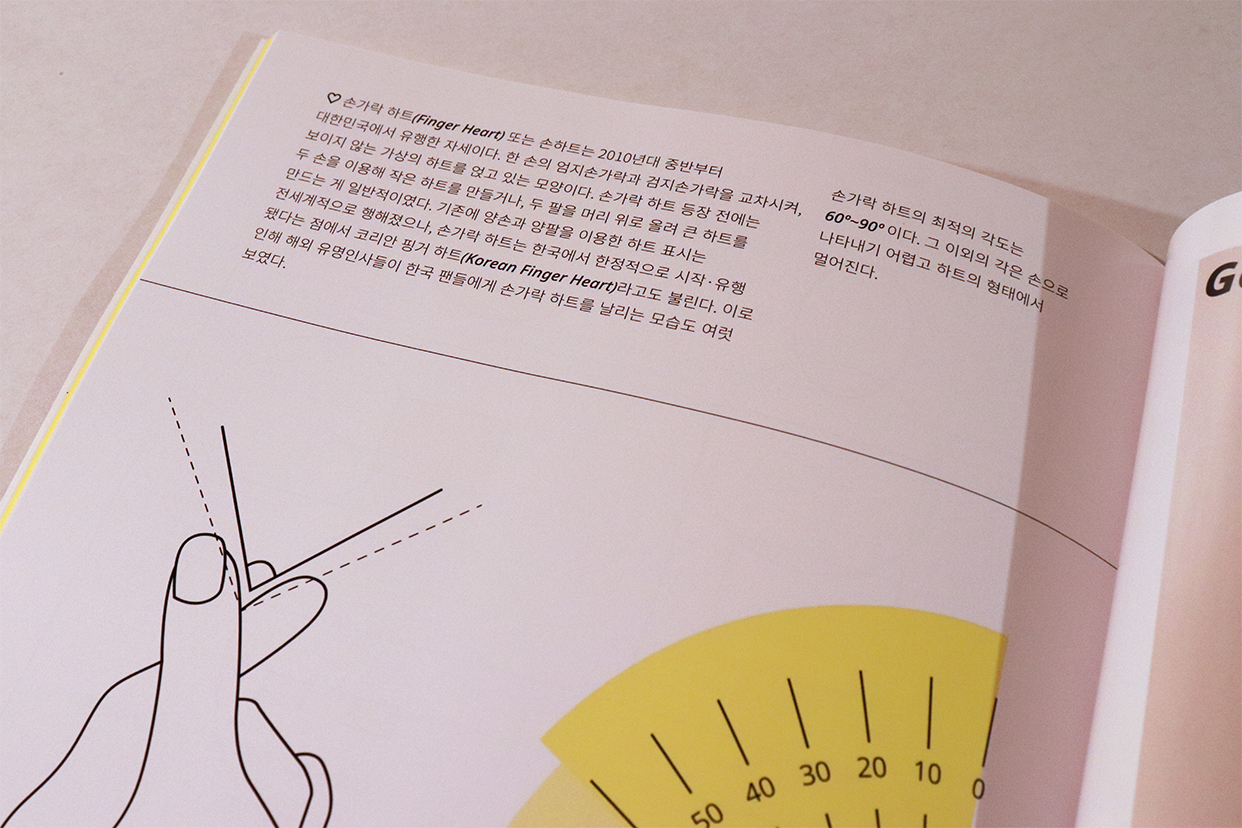 ♡ 손가락 하트(Finger Heart) 또는 손하트는 2010년대 중반부터
대한민국에서 유행한 자세이다. 한 손의 엄지손가락과 검지손가락을 교차시켜,
보이지 않는 가상의 하트를 얹고 있는 모양이다. 손가락 하트 등장 전에는
두 손을 이용해 작은 하트를 만들거나, 두 팔을 머리 위로 올려 큰 하트를
만드는 게 일반적이였다. 기존에 양손과 양팔을 이용한 하트 표시는
전세계적으로 행해졌으나, 손가락 하트는 한국에서 한정적으로 시작·유행
됐다는 점에서 코리안 핑거 하트(Korean Finger Heart)라고도 불린다. 이로
인해 해외 유명인사들이 한국 팬들에게 손가락 하트를 날리는 모습도 여럿
보였다.
손가락 하트의 최적의 각도는
60°~90°이다. 그 이외의 각은 손으로
나타내기 어렵고 하트의 형태에서
멀어진다.
50 40 30 20 10 0